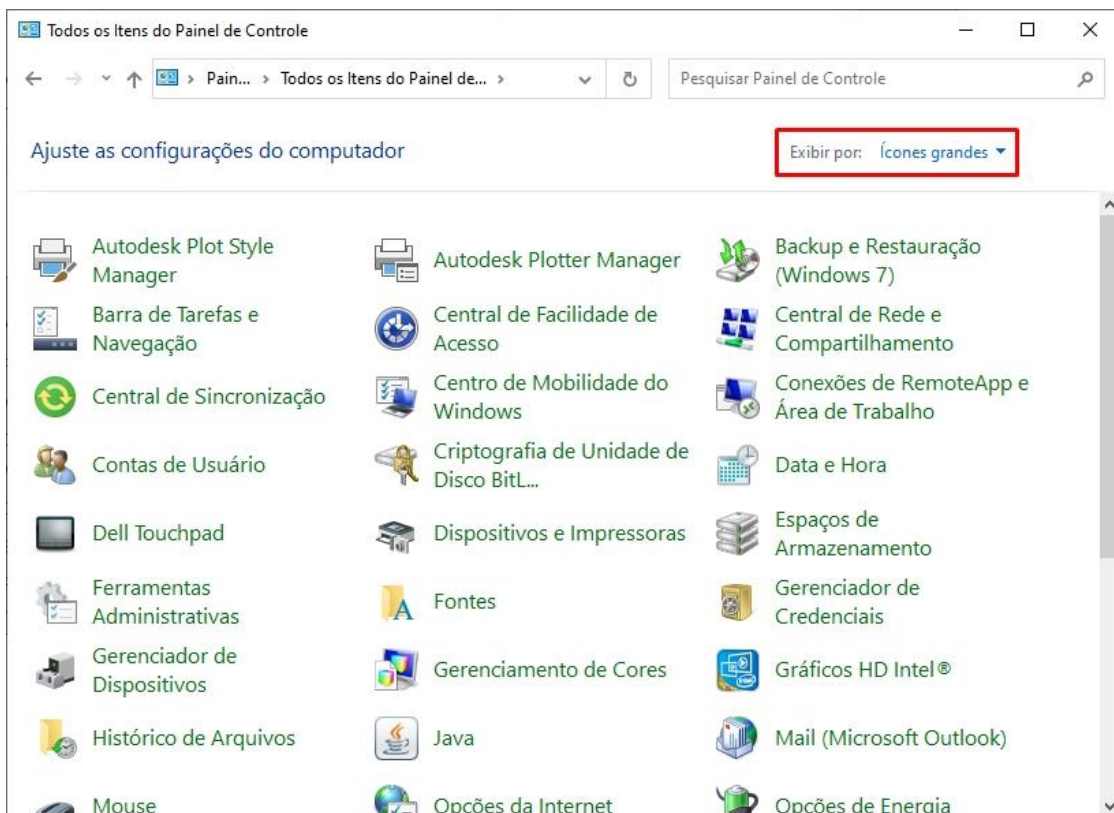 Todos os Itens do Painel de Controle
Pain... > Todos os Itens do Painel de... >
Pesquisar Painel de Controle
Ajuste as configurações do computador
Exibir por: Ícones grandes
Autodesk Plot Style
Manager
Autodesk Plotter Manager
Backup e Restauração
(Windows 7)
Barra de Tarefas e
Navegação
Central de Facilidade de
Acesso
Central de Rede e
Compartilhamento
Central de Sincronização
Centro de Mobilidade do
Windows
Conexões de RemoteApp e
Área de Trabalho
Contas de Usuário
Criptografia de Unidade de
Disco BitL...
Data e Hora
Dell Touchpad
Dispositivos e Impressoras
Espaços de
Armazenamento
Ferramentas
Administrativas
Fontes
Gerenciador de
Credenciais
Gerenciador de
Dispositivos
Gerenciamento de Cores
Gráficos HD Intel®
Histórico de Arquivos
Java
Mail (Microsoft Outlook)
Mouse
Opções da Internet
Opções de Energia